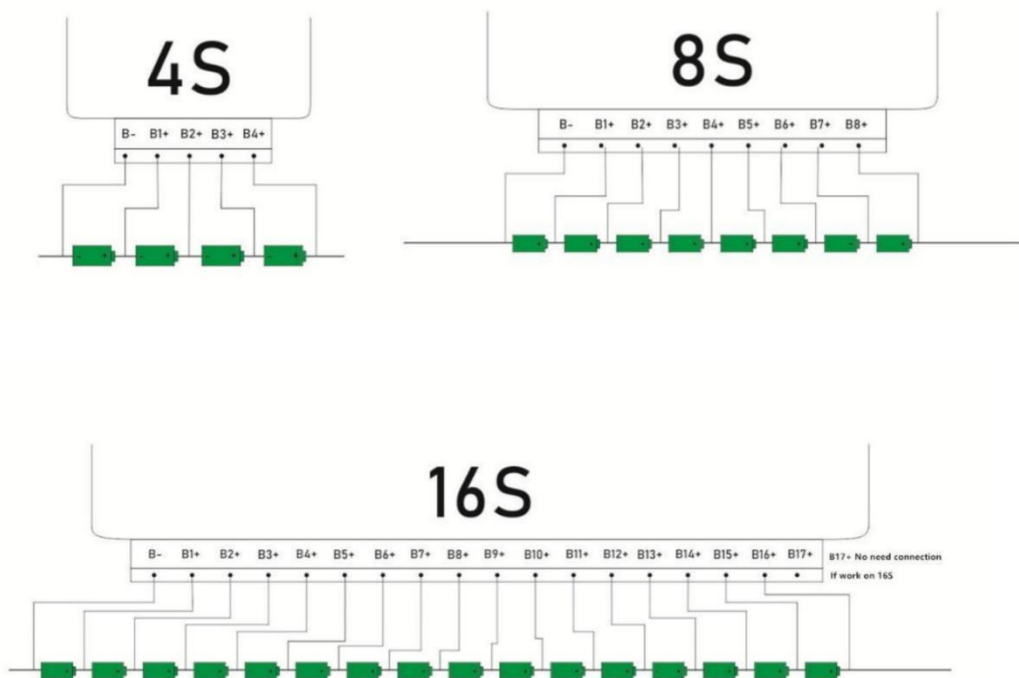 4S
B- B1+ B2+ B3+ B4+
8S
B- B1+ B2+ B3+ B4+ B5+ B6+ B7+ B8+
16S
B- B1+ B2+ B3+ B4+ B5+ B6+ B7+ B8+ B9+ B10+ B11+ B12+ B13+ B14+ B15+ B16+ B17+ B17+ No need connection
If work on 16S